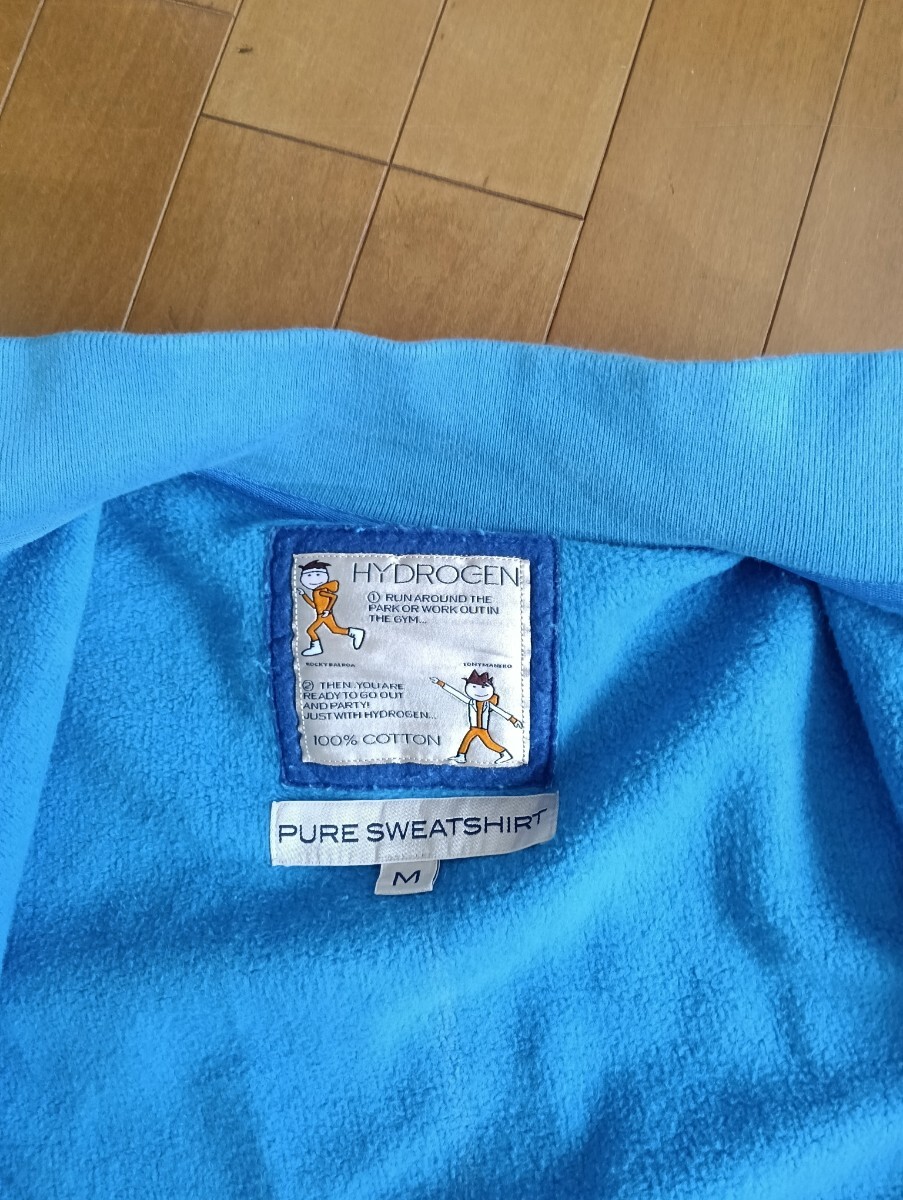 HYDROGEN
① RUN AROUND THE
PARK OR WORK OUT IN
THE GYM...
ROCKY BALBOA
TONY MANERO
② THEN..YOU ARE
READY TO GO OUT
AND PARTY!
JUST WITH HYDROGEN...
100% COTTON
PURE SWEATSHIRT
M